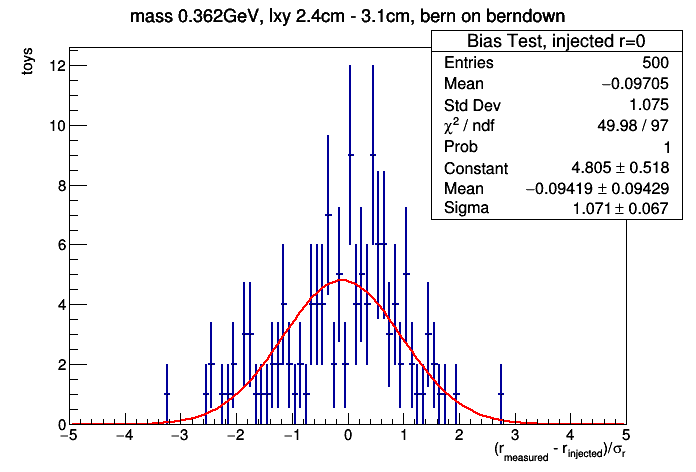 mass 0.362GeV, lxy 2.4cm - 3.1cm, bern on berndown
Bias Test, injected r=0
Entries 500
Mean −0.09705
Std Dev 1.075
χ² / ndf 49.98 / 97
Prob 1
Constant 4.805 ± 0.518
Mean −0.09419 ± 0.09429
Sigma 1.071 ± 0.067
toys
12
10
8
6
4
2
0
−5 −4 −3 −2 −1 0 1 2 3 4 5
(r_measured - r_injected)/σ_r